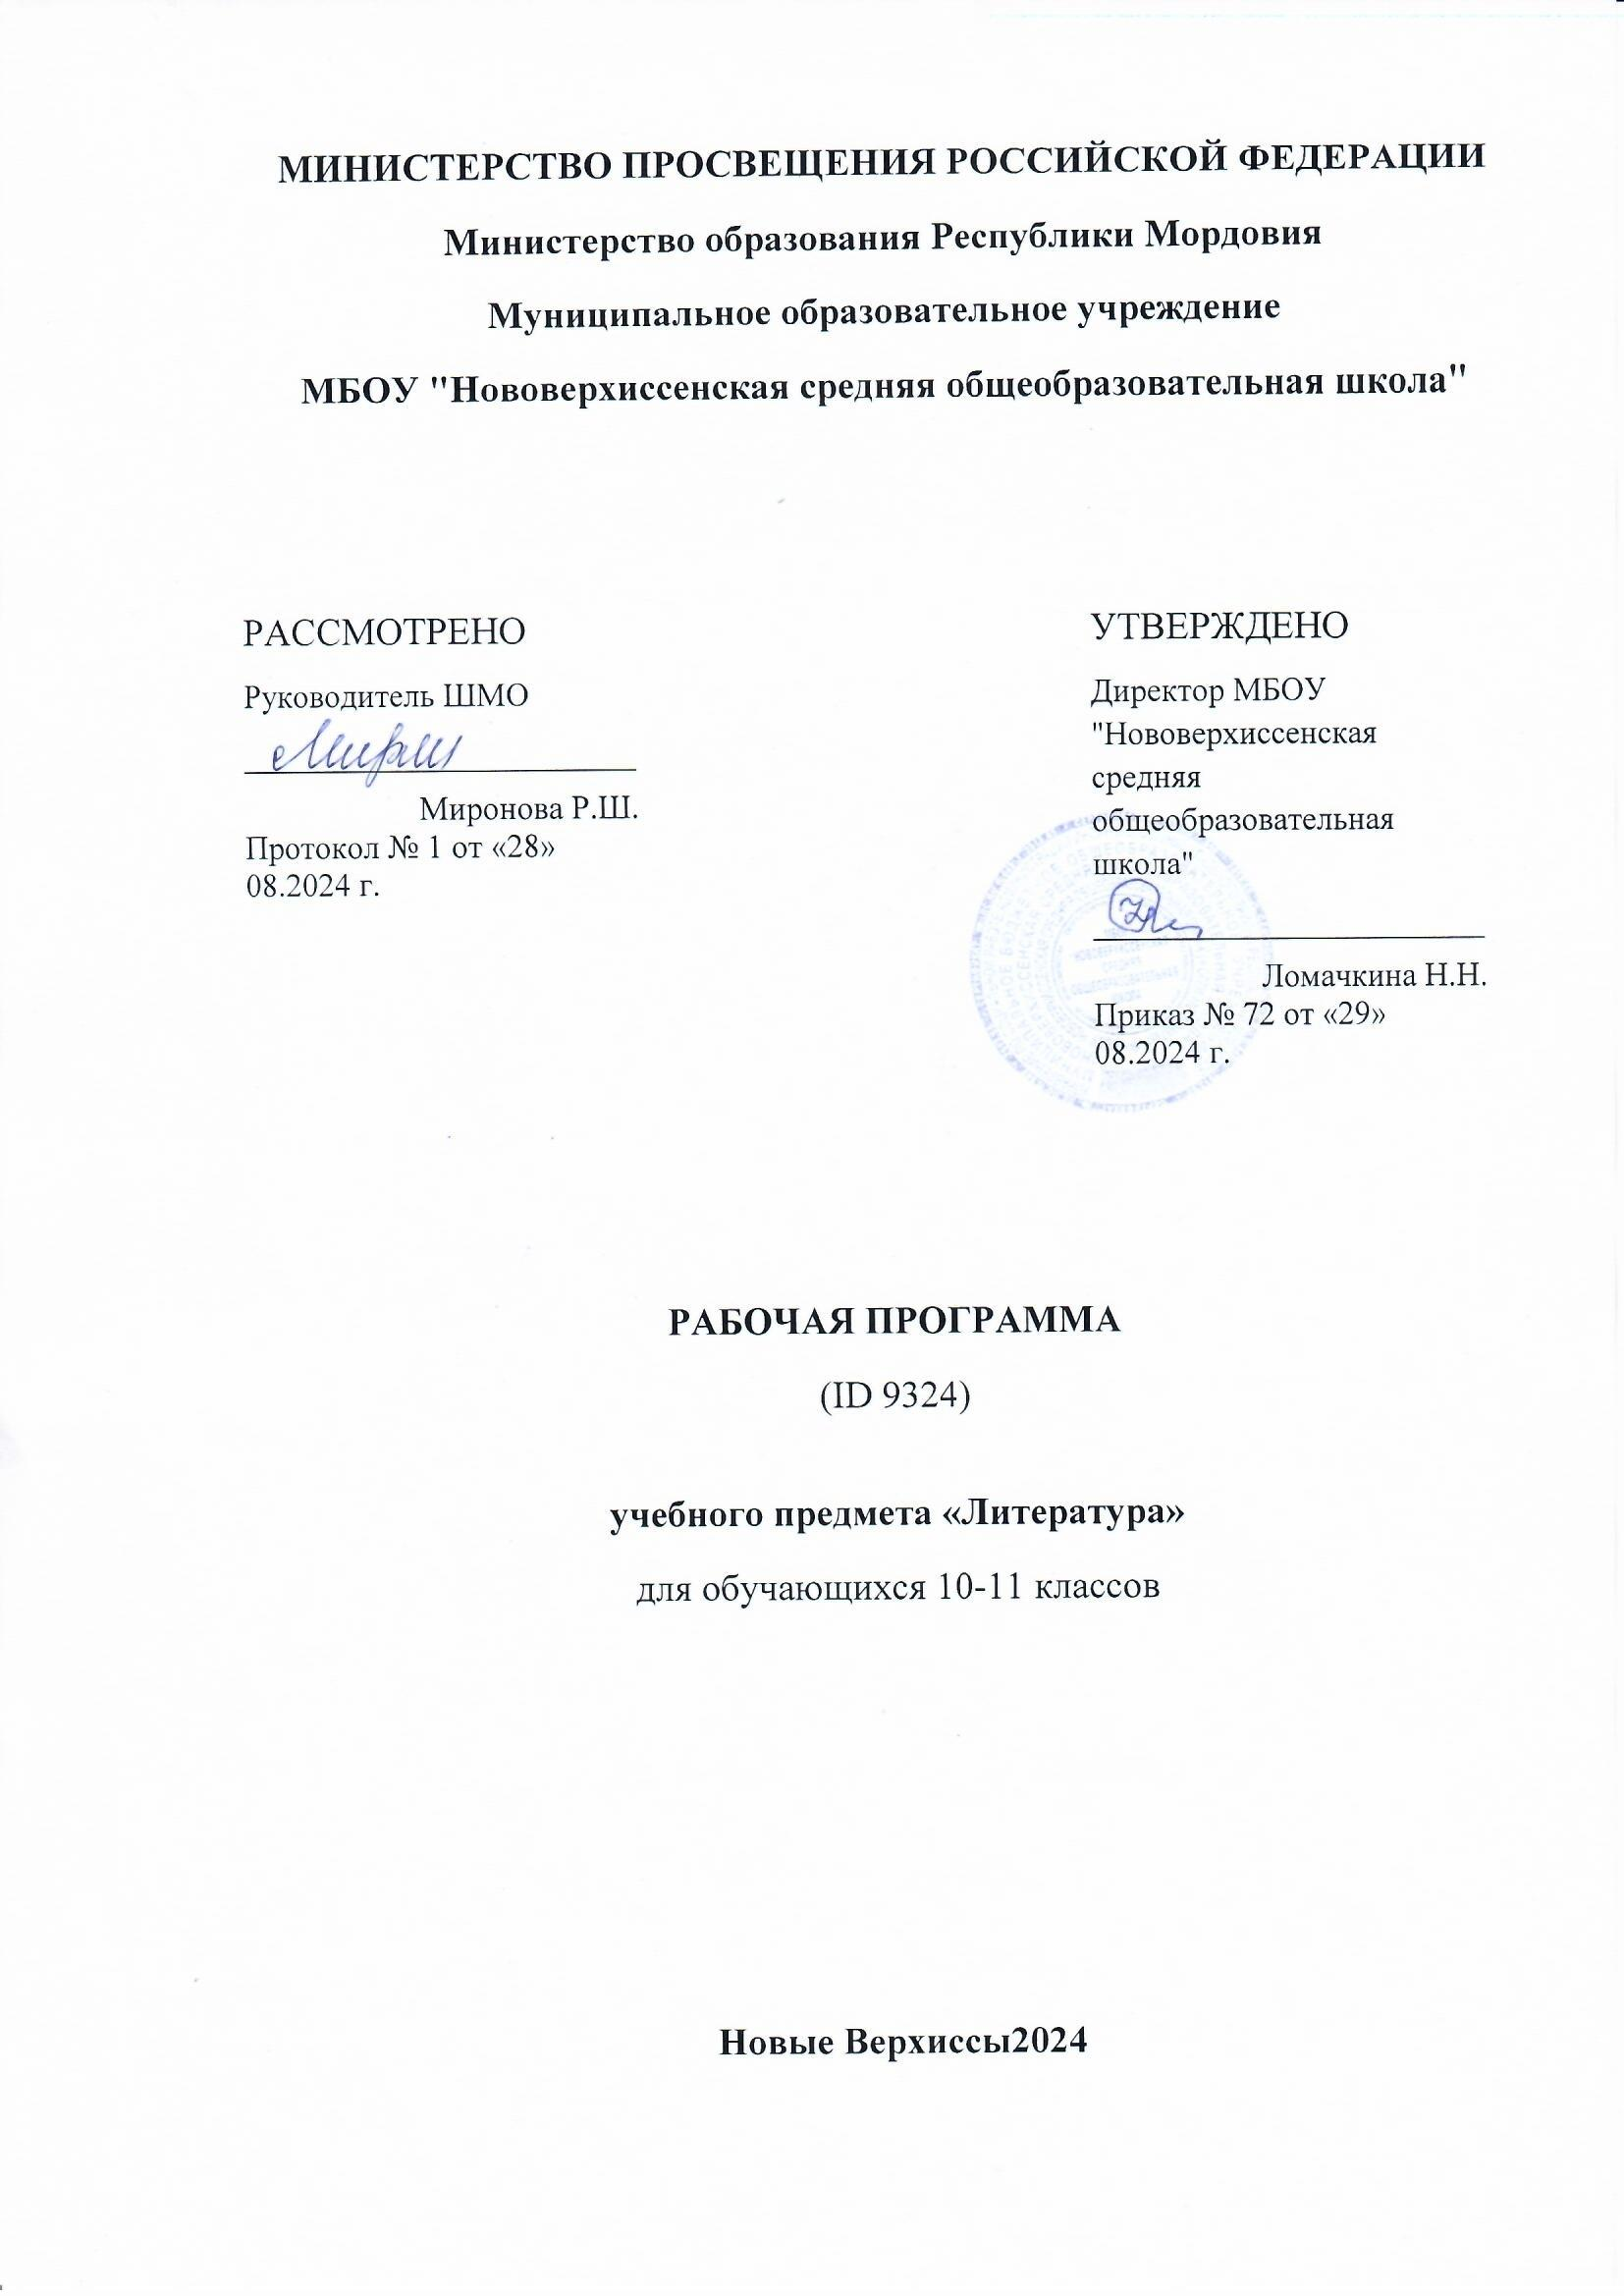 МИНИСТЕРСТВО ПРОСВЕЩЕНИЯ РОССИЙСКОЙ ФЕДЕРАЦИИ
Министерство образования Республики Мордовия
Муниципальное образовательное учреждение
МБОУ "Нововерхиссенская средняя общеобразовательная школа"
РАССМОТРЕНО
Руководитель ШМО
Миронова Р.Ш.
Протокол № 1 от «28»
08.2024 г.
УТВЕРЖДЕНО
Директор МБОУ
"Нововерхиссенская
средняя
общеобразовательная
школа"
Ломачкина Н.Н.
Приказ № 72 от «29»
08.2024 г.
РАБОЧАЯ ПРОГРАММА
(ID 9324)
учебного предмета «Литература»
для обучающихся 10-11 классов
Новые Верхиссы2024